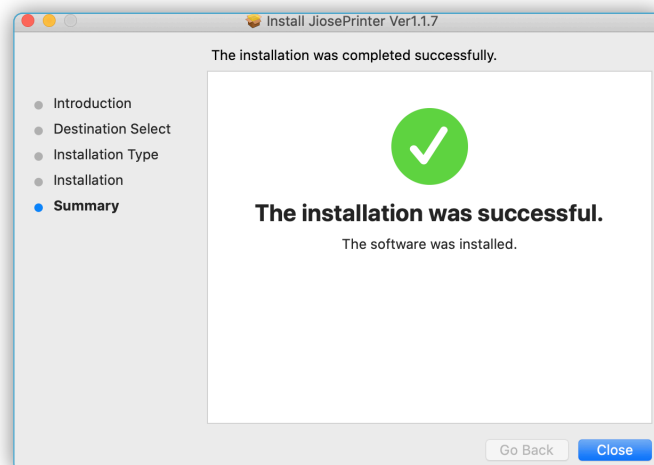 Install JiosePrinter Ver1.1.7
The installation was completed successfully.
Introduction
Destination Select
Installation Type
Installation
Summary
The installation was successful.
The software was installed.
Go Back
Close